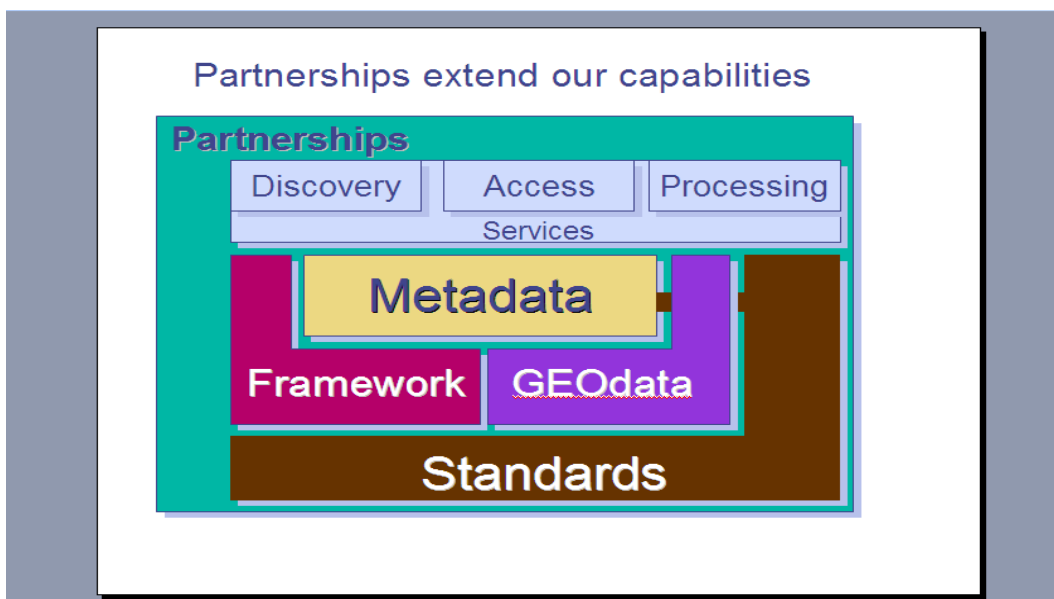 Partnerships extend our capabilities
Partnerships
Discovery Access Processing
Services
Metadata
Framework GEOdata
Standards